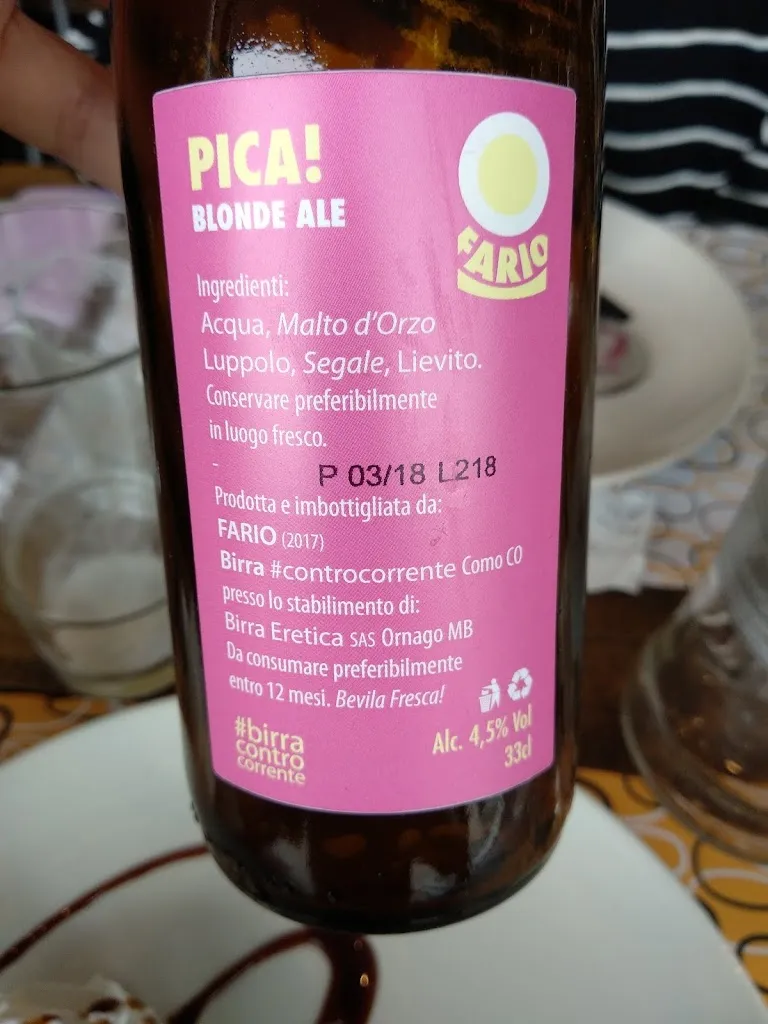 PICA!
BLONDE ALE
FARIO
Ingredienti:
Acqua, Malto d'Orzo
Luppolo, Segale, Lievito.
Conservare preferibilmente
in luogo fresco.
-
P 03/18 L218
Prodotta e imbottigliata da:
FARIO (2017)
Birra #controcorrente Como CO
presso lo stabilimento di:
Birra Eretica SAS Ornago MB
Da consumare preferibilmente
entro 12 mesi. Bevila Fresca!
#birra
contro
corrente
Alc. 4,5% Vol
33cl